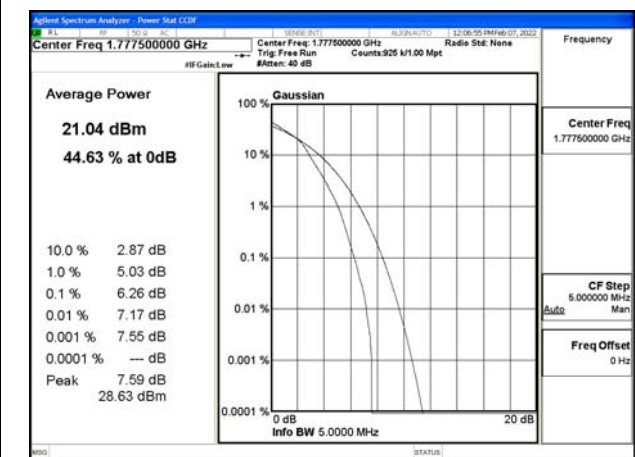 Agilent Spectrum Analyzer - Power Stat CCDF
RL RF 50 Ω AC SENSE:INT ALIGN AUTO 12:06:55 PM Feb 07, 2022
Center Freq 1.777500000 GHz
Center Freq: 1.777500000 GHz Radio Std: None
Trig: Free Run Counts:925 k/1.00 Mpt
#IFGain:Low #Atten: 40 dB
Frequency
Average Power
21.04 dBm
44.63 % at 0dB
10.0 % 2.87 dB
1.0 % 5.03 dB
0.1 % 6.26 dB
0.01 % 7.17 dB
0.001 % 7.55 dB
0.0001 % --- dB
Peak 7.59 dB
28.63 dBm
Gaussian
100 %
10 %
1 %
0.1 %
0.01 %
0.001 %
0.0001 %
0 dB 20 dB
Info BW 5.0000 MHz
Center Freq
1.777500000 GHz
CF Step
5.000000 MHz
Auto Man
Freq Offset
0 Hz
MSG STATUS